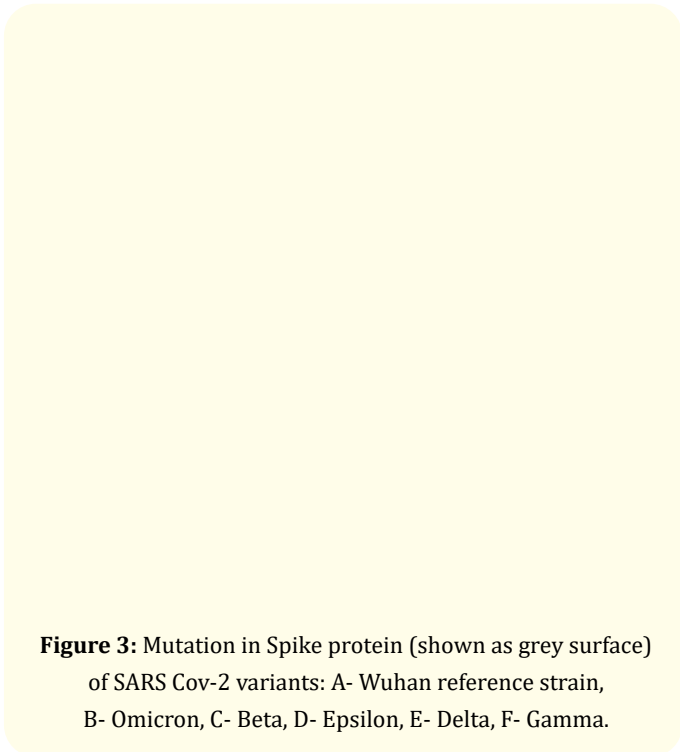 Figure 3: Mutation in Spike protein (shown as grey surface)
of SARS Cov-2 variants: A- Wuhan reference strain,
B- Omicron, C- Beta, D- Epsilon, E- Delta, F- Gamma.